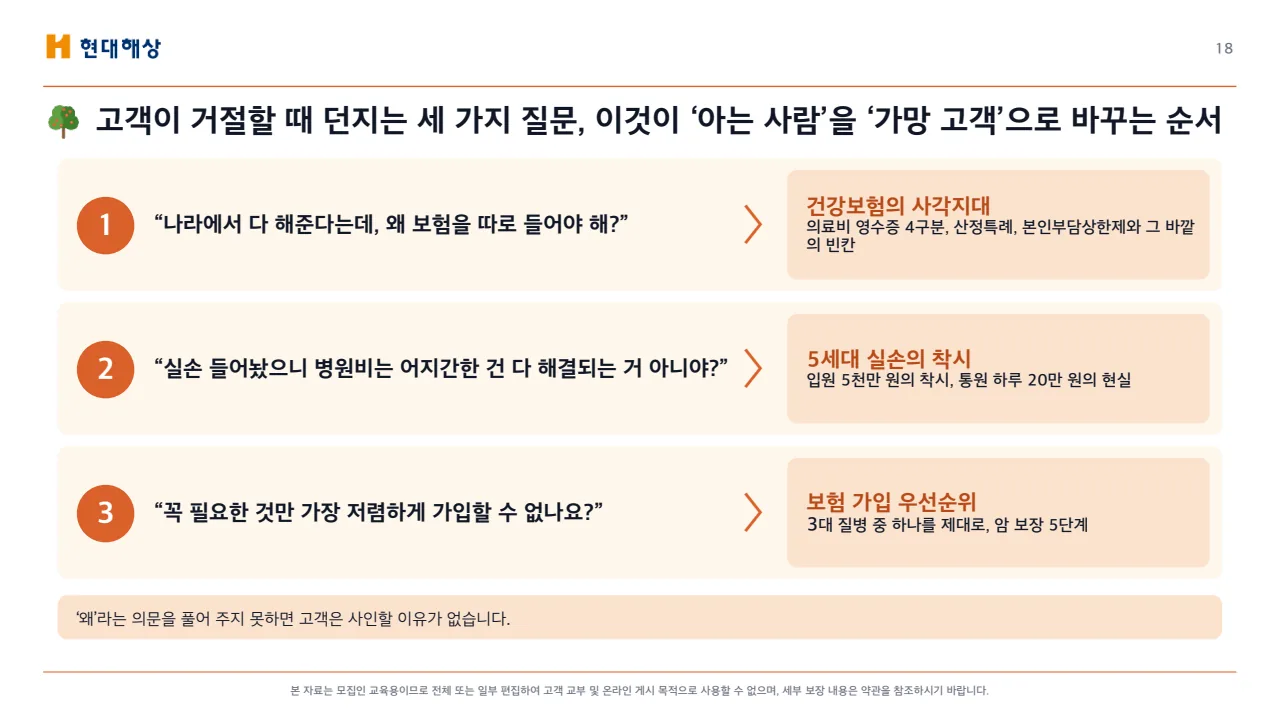 현대해상
18
고객이 거절할 때 던지는 세 가지 질문, 이것이 ‘아는 사람’을 ‘가망 고객’으로 바꾸는 순서
1
“나라에서 다 해준다는데, 왜 보험을 따로 들어야 해?”
건강보험의 사각지대
의료비 영수증 4구분, 산정특례, 본인부담상한제와 그 바깥
의 빈칸
2
“실손 들어놨으니 병원비는 어지간한 건 다 해결되는 거 아니야?”
5세대 실손의 착시
입원 5천만 원의 착시, 통원 하루 20만 원의 현실
3
“꼭 필요한 것만 가장 저렴하게 가입할 수 없나요?”
보험 가입 우선순위
3대 질병 중 하나를 제대로, 암 보장 5단계
‘왜’라는 의문을 풀어 주지 못하면 고객은 사인할 이유가 없습니다.
본 자료는 모집인 교육용이므로 전체 또는 일부 편집하여 고객 교부 및 온라인 게시 목적으로 사용할 수 없으며, 세부 보장 내용은 약관을 참조하시기 바랍니다.